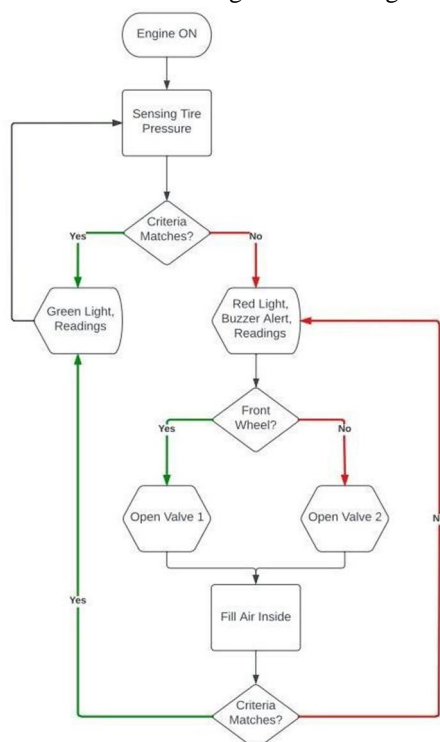 Engine ON
Sensing Tire
Pressure
Criteria
Matches?
Yes
No
Green Light,
Readings
Red Light,
Buzzer Alert,
Readings
Front
Wheel?
Yes
No
Open Valve 1
Open Valve 2
Fill Air Inside
Yes
Criteria
Matches?